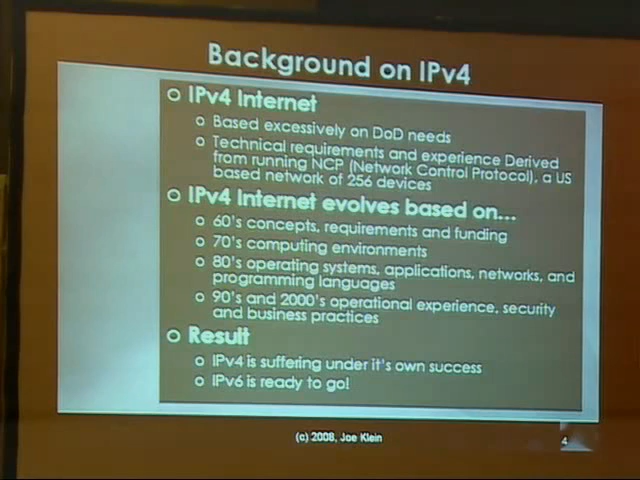 Background on IPv4
IPv4 Internet
Based excessively on DoD needs
Technical requirements and experience Derived
from running NCP (Network Control Protocol), a US
based network of 256 devices
IPv4 Internet evolves based on...
60's concepts, requirements and funding
70's computing environments
80's operating systems, applications, networks, and
programming languages
90's and 2000's operational experience, security
and business practices
Result
IPv4 is suffering under it's own success
IPv6 is ready to go!
(c) 2008, Joe Klein
4